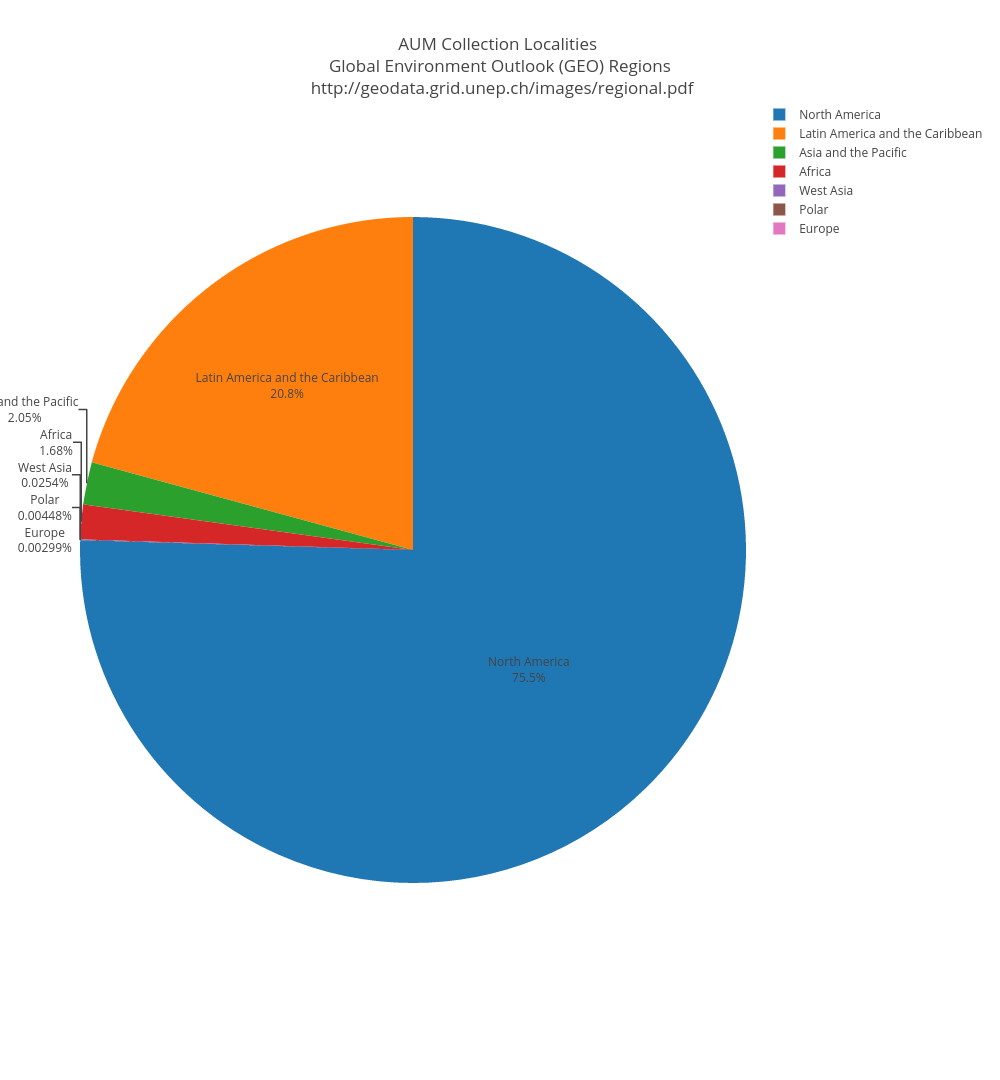 AUM Collection Localities
Global Environment Outlook (GEO) Regions
http://geodata.grid.unep.ch/images/regional.pdf
North America
Latin America and the Caribbean
Asia and the Pacific
Africa
West Asia
Polar
Europe
Latin America and the Caribbean
20.8%
and the Pacific
2.05%
Africa
1.68%
West Asia
0.0254%
Polar
0.00448%
Europe
0.00299%
North America
75.5%